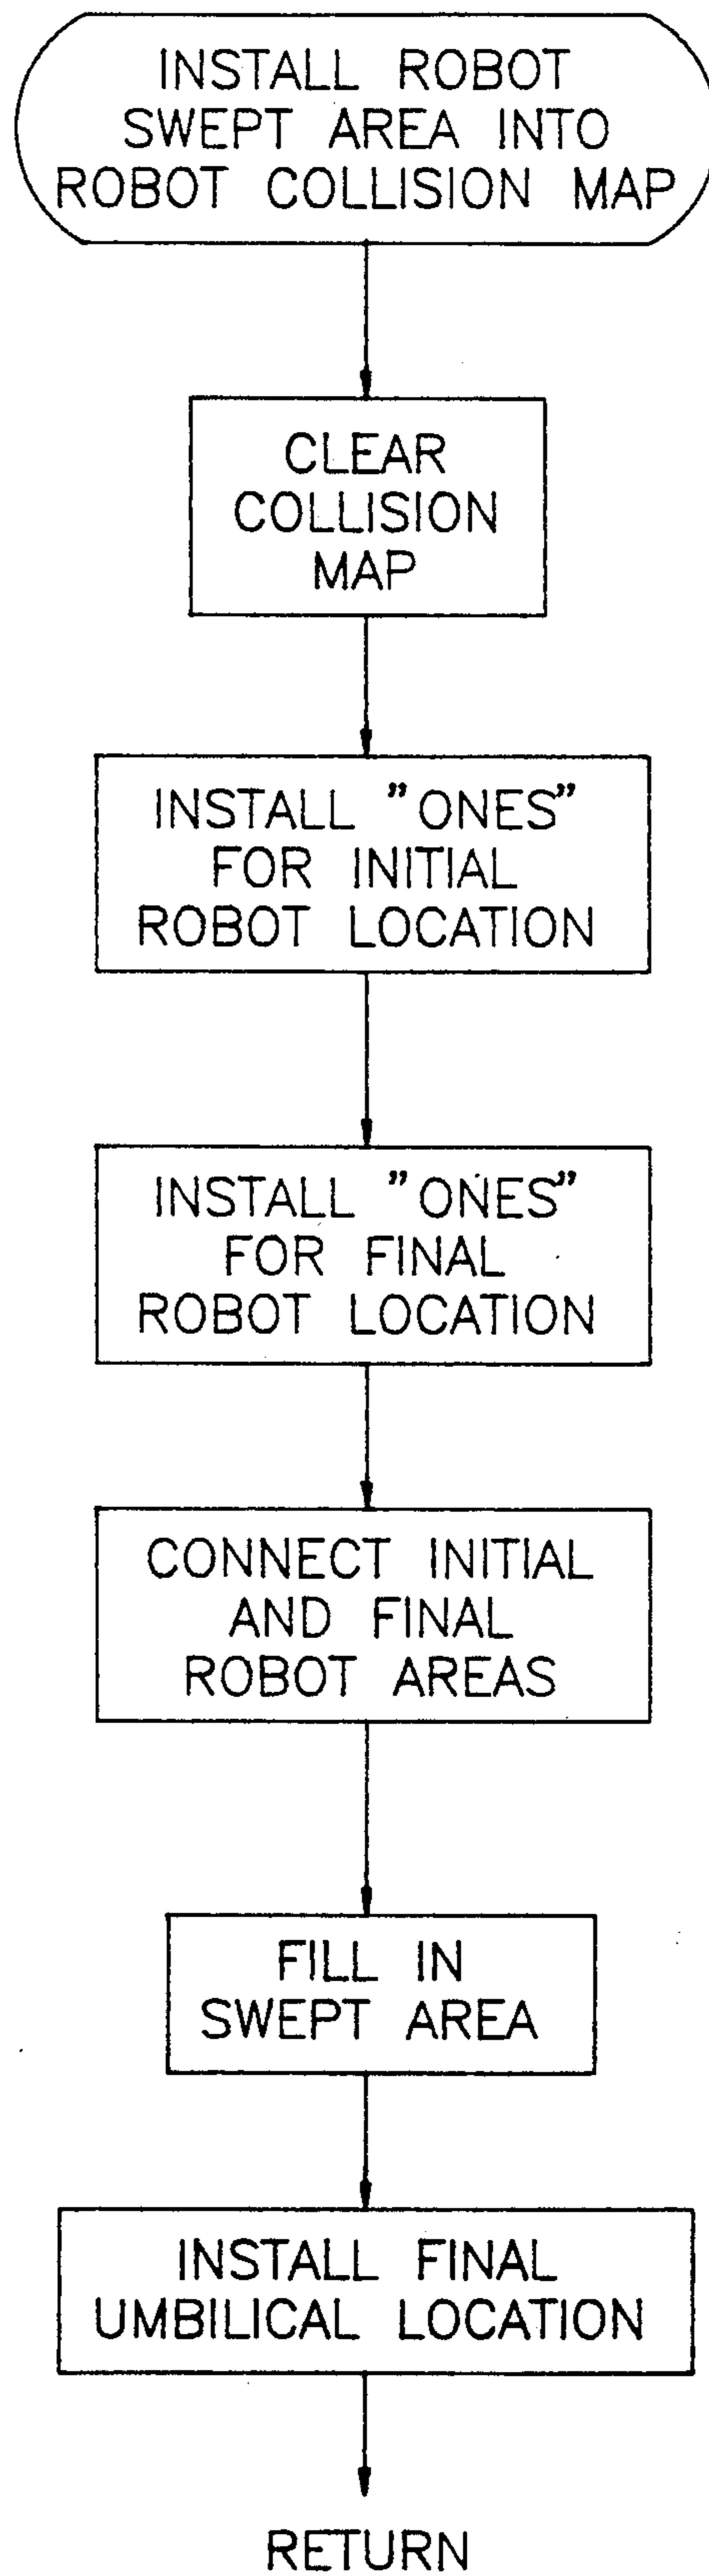 INSTALL ROBOT
SWEPT AREA INTO
ROBOT COLLISION MAP
CLEAR
COLLISION
MAP
INSTALL "ONES"
FOR INITIAL
ROBOT LOCATION
INSTALL "ONES"
FOR FINAL
ROBOT LOCATION
CONNECT INITIAL
AND FINAL
ROBOT AREAS
FILL IN
SWEPT AREA
INSTALL FINAL
UMBILICAL LOCATION
RETURN